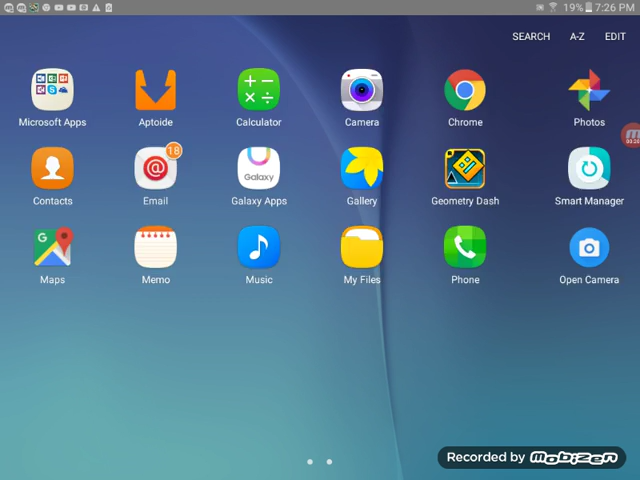 19% 7:26 PM
SEARCH A-Z EDIT
Microsoft Apps Aptoide Calculator Camera Chrome Photos
18
Contacts Email Galaxy Apps Gallery Geometry Dash Smart Manager
Galaxy
G
Maps Memo Music My Files Phone Open Camera
Recorded by Mobizen